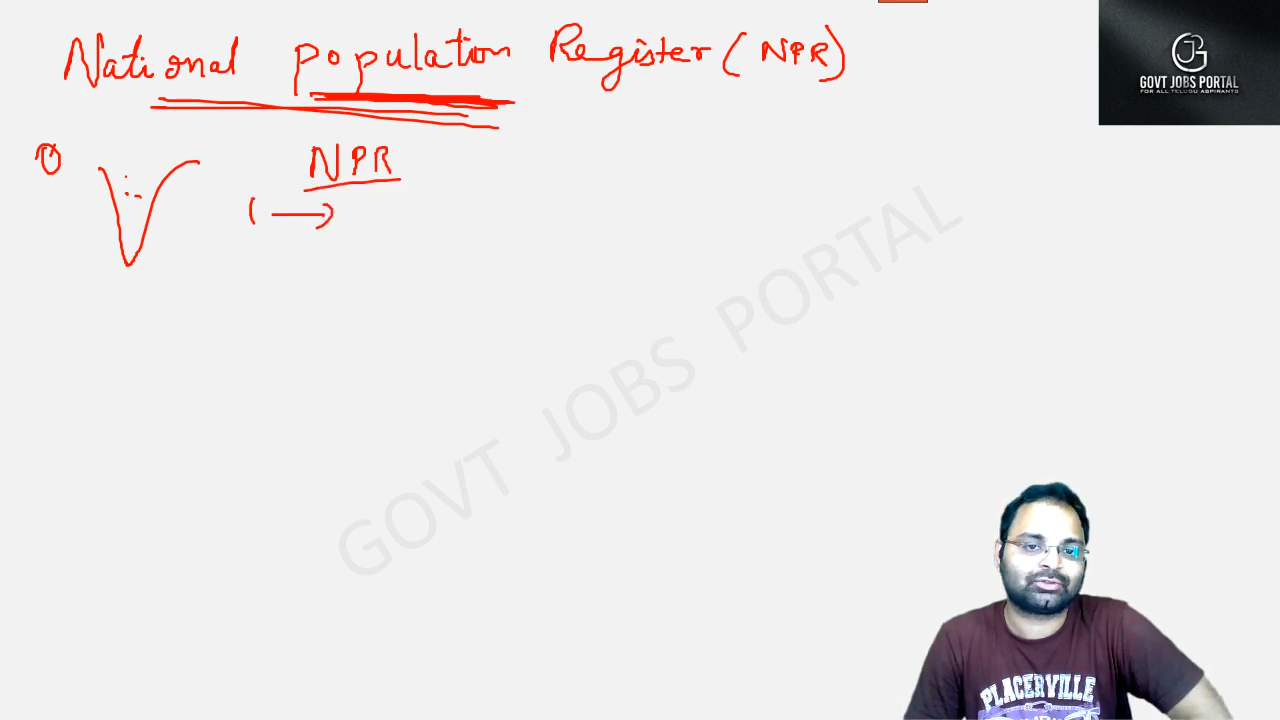 National Population Register (NPR)
GOVT JOBS PORTAL
FOR ALL TELUGU ASPIRANTS
NPR
GOVT JOBS PORTAL
PLACERVILLE